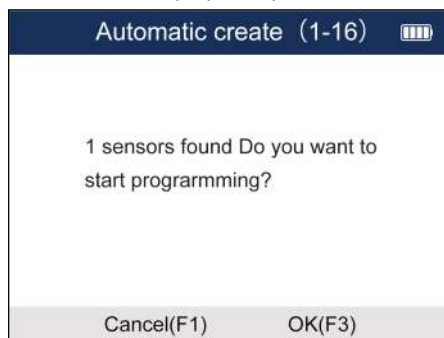 Automatic create（1-16）
1 sensors found Do you want to
start prograrmming?
Cancel(F1) OK(F3)